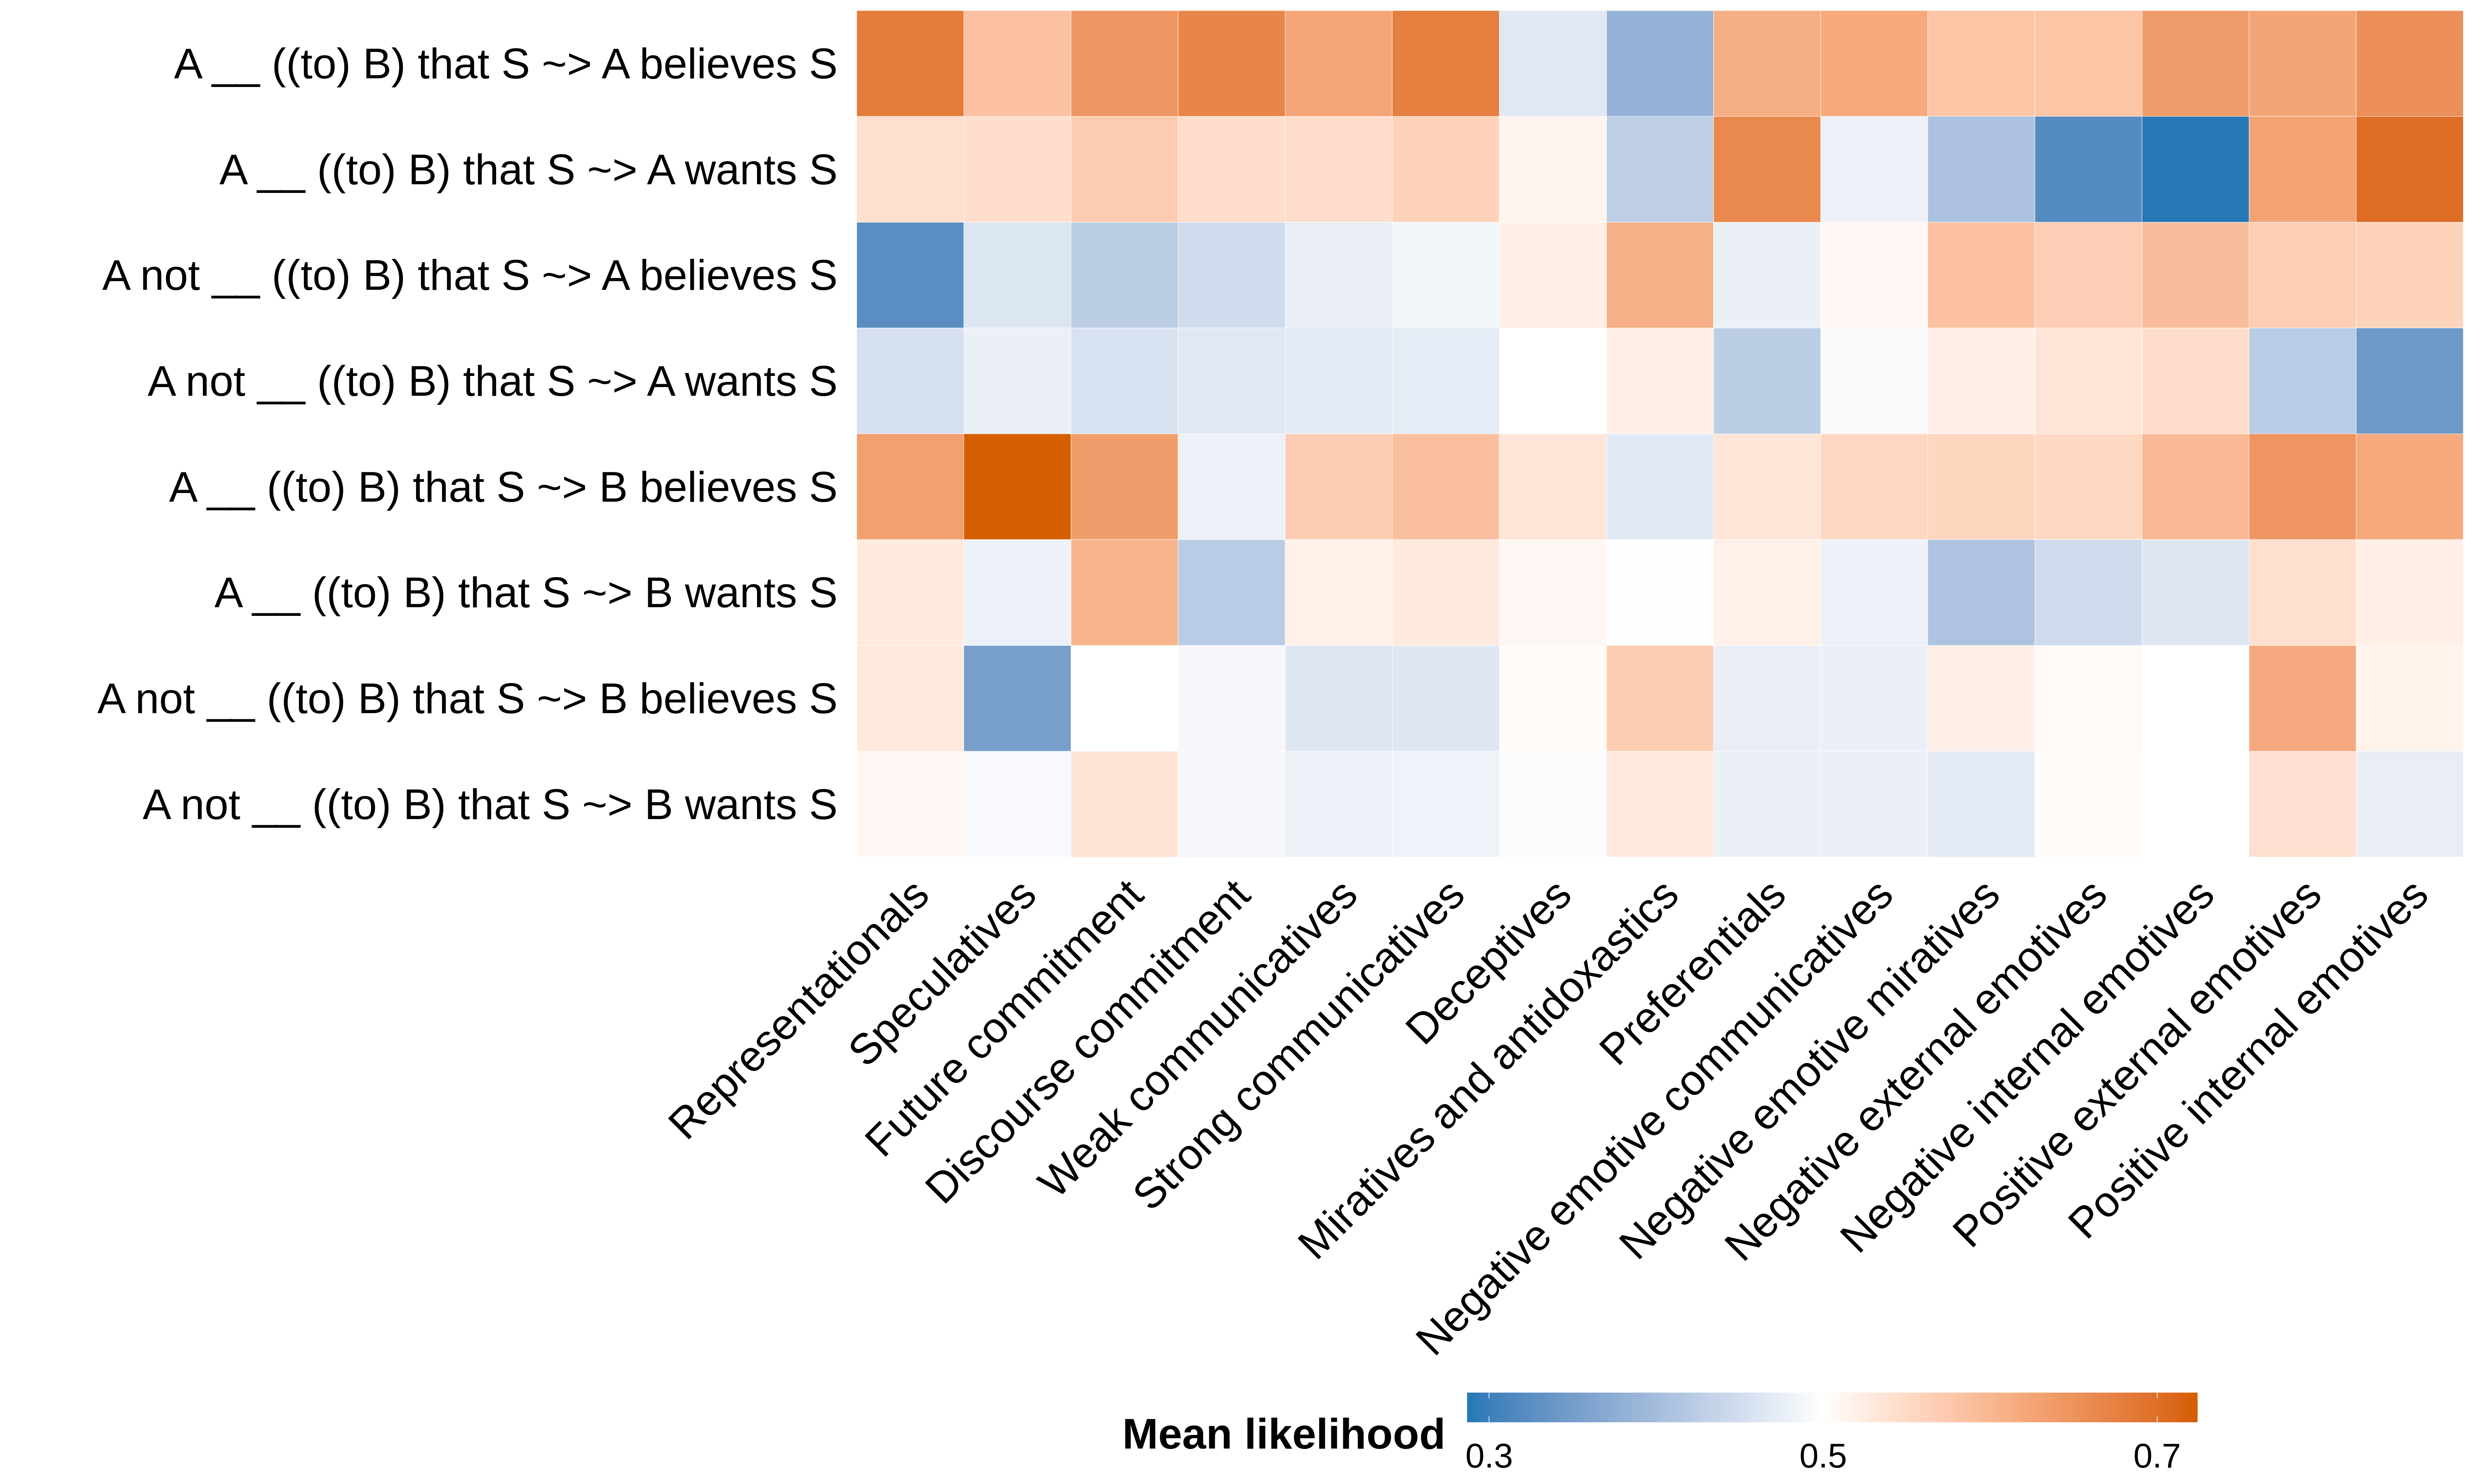 A __ ((to) B) that S ~> A believes S
A __ ((to) B) that S ~> A wants S
A not __ ((to) B) that S ~> A believes S
A not __ ((to) B) that S ~> A wants S
A __ ((to) B) that S ~> B believes S
A __ ((to) B) that S ~> B wants S
A not __ ((to) B) that S ~> B believes S
A not __ ((to) B) that S ~> B wants S
Representationals
Speculatives
Future commitment
Discourse commitment
Weak communicatives
Strong communicatives
Deceptives
Miratives and antidoxastics
Preferentials
Negative emotive communicatives
Negative emotive miratives
Negative external emotives
Negative internal emotives
Positive external emotives
Positive internal emotives
Mean likelihood
0.3 0.5 0.7